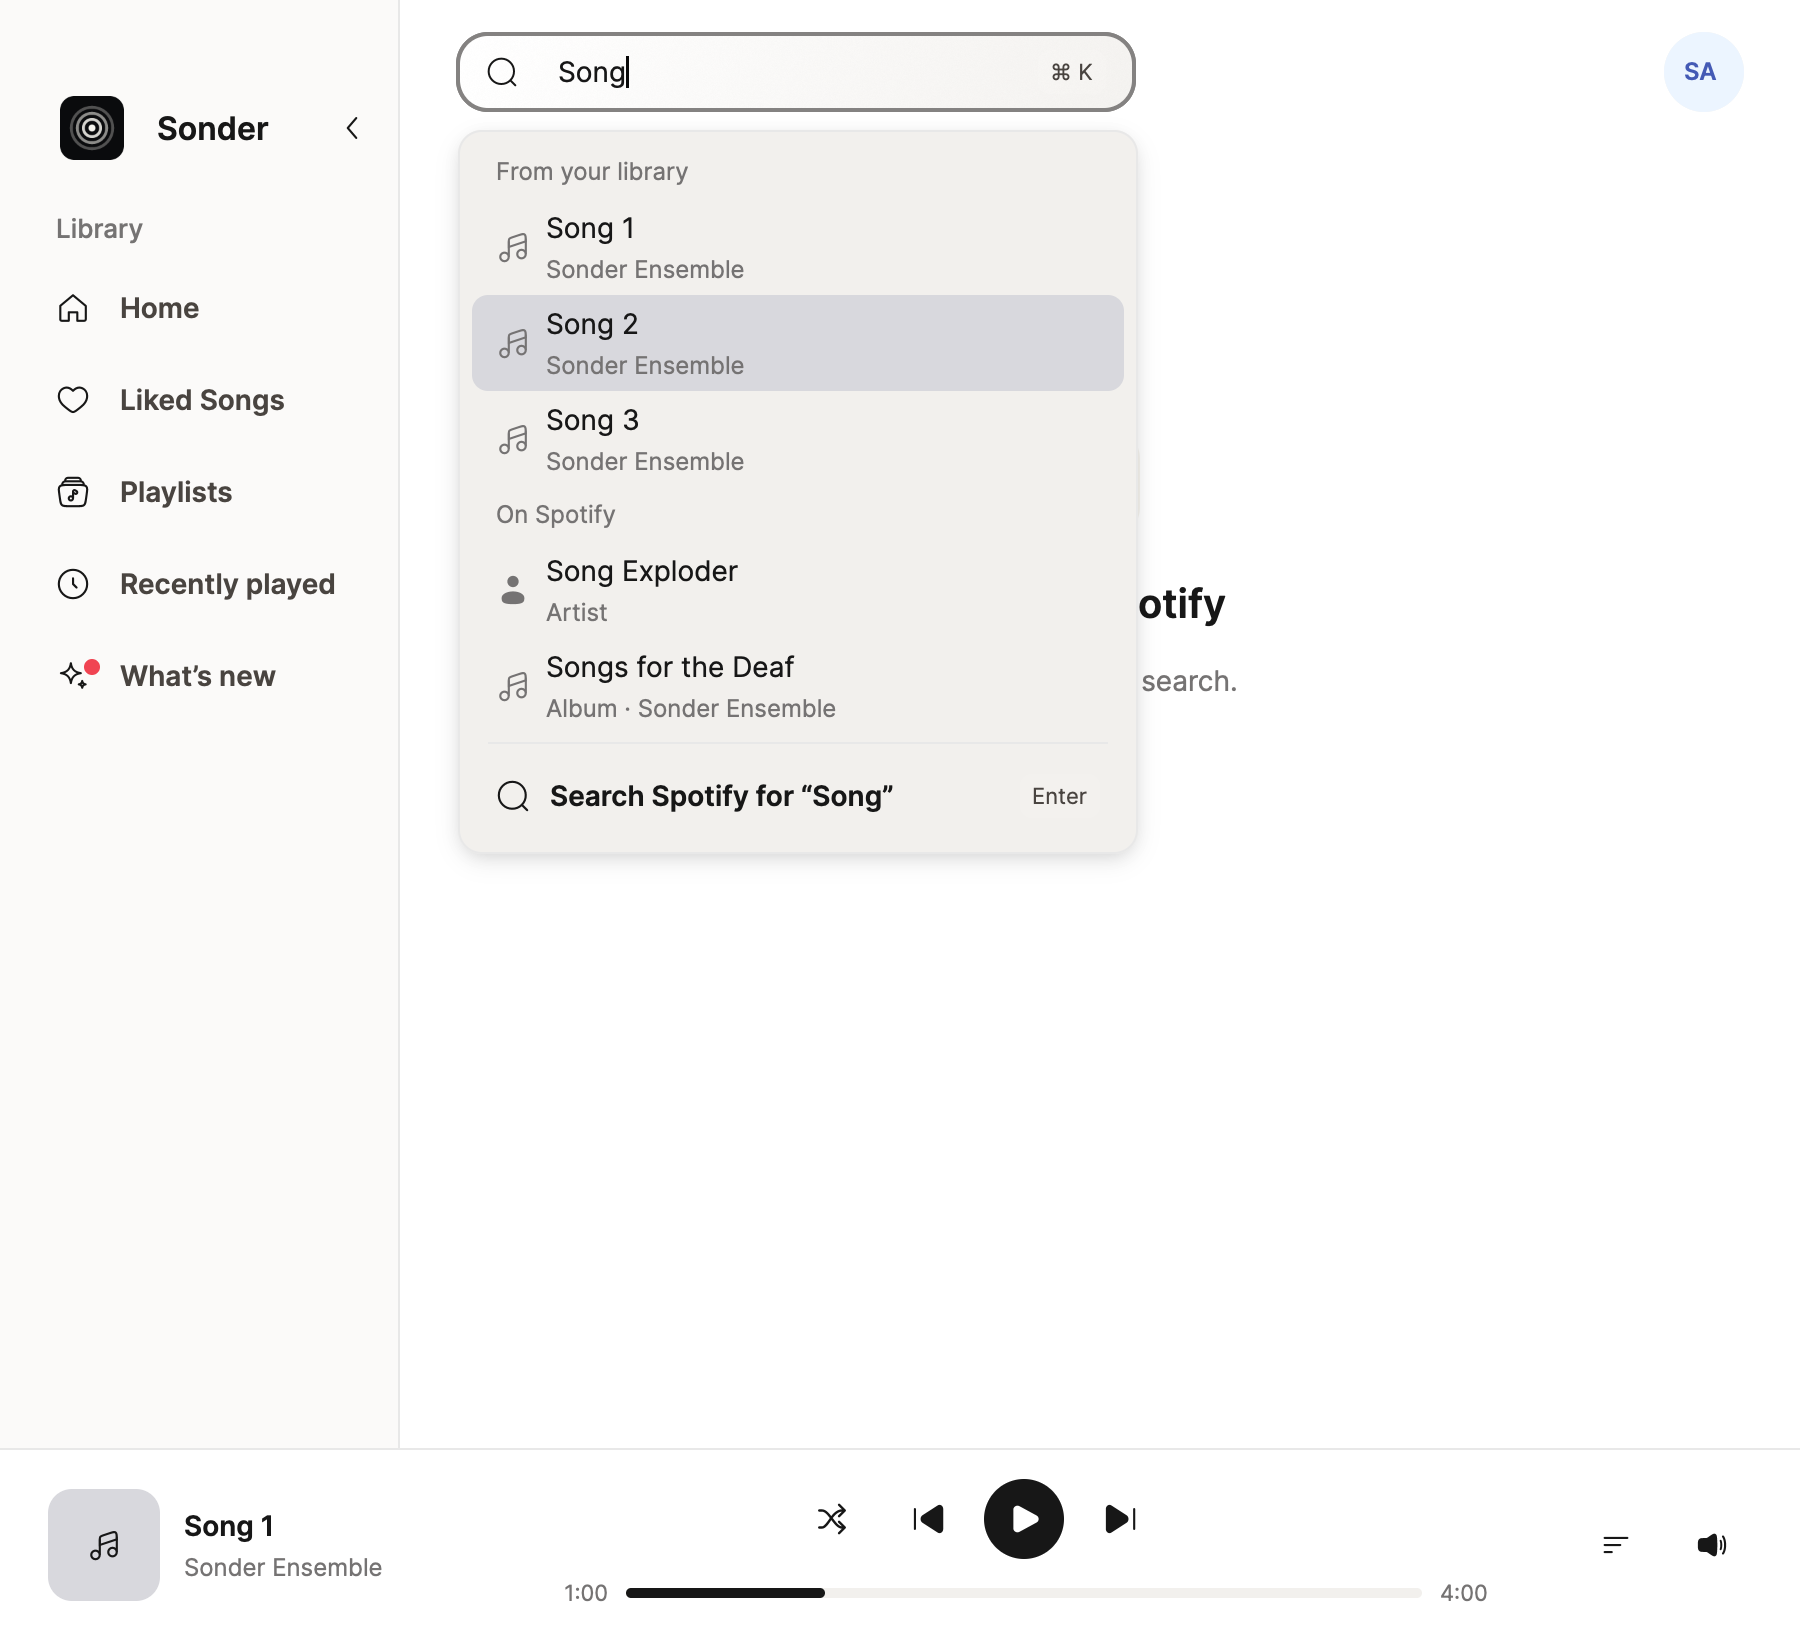 Song
⌘ K
SA
Sonder
Library
Home
Liked Songs
Playlists
Recently played
What’s new
From your library
Song 1
Sonder Ensemble
Song 2
Sonder Ensemble
Song 3
Sonder Ensemble
On Spotify
Song Exploder
Artist
Songs for the Deaf
Album · Sonder Ensemble
Search Spotify for “Song”
Enter
otify
search.
Song 1
Sonder Ensemble
1:00
4:00